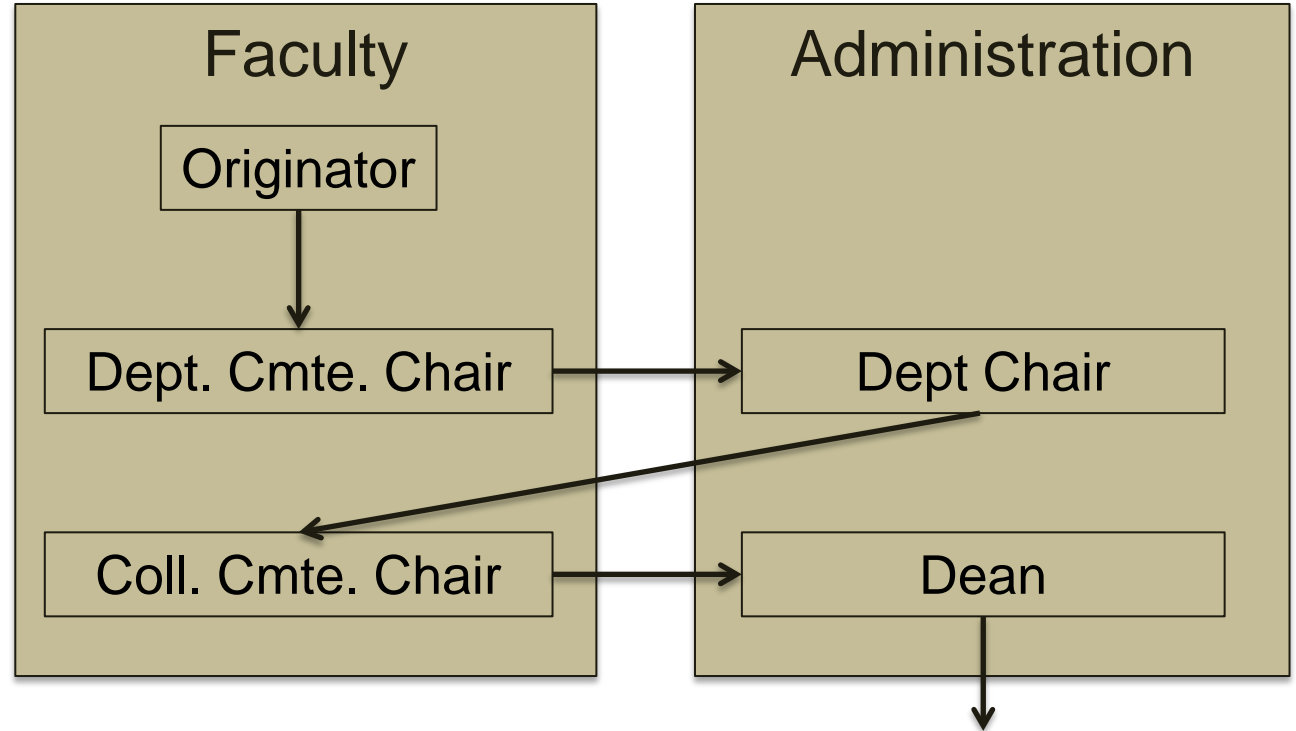 Faculty
Administration
Originator
Dept. Cmte. Chair
Dept Chair
Coll. Cmte. Chair
Dean